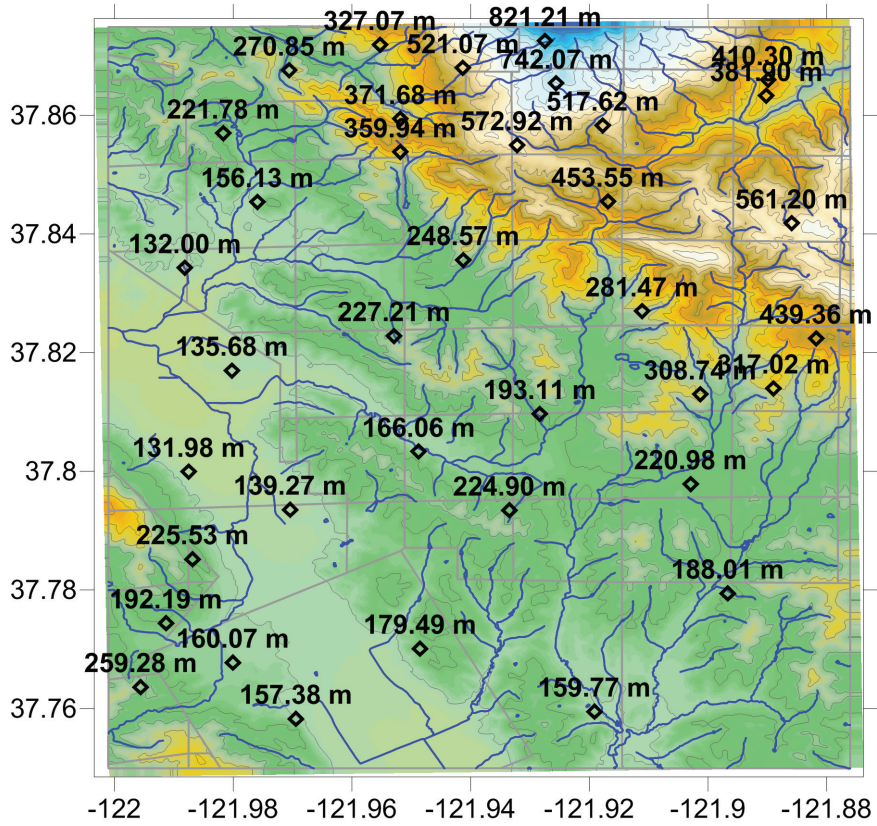 327.07 m
821.21 m
270.85 m
521.07 m
742.07 m
410.30 m
381.90 m
37.86
221.78 m
371.68 m
517.62 m
359.94 m
572.92 m
156.13 m
453.55 m
561.20 m
37.84
132.00 m
248.57 m
281.47 m
227.21 m
439.36 m
37.82
135.68 m
193.11 m
308.74 m
317.02 m
166.06 m
37.8
131.98 m
220.98 m
139.27 m
224.90 m
225.53 m
37.78
188.01 m
192.19 m
160.07 m
179.49 m
259.28 m
157.38 m
159.77 m
37.76
-122
-121.98
-121.96
-121.94
-121.92
-121.9
-121.88